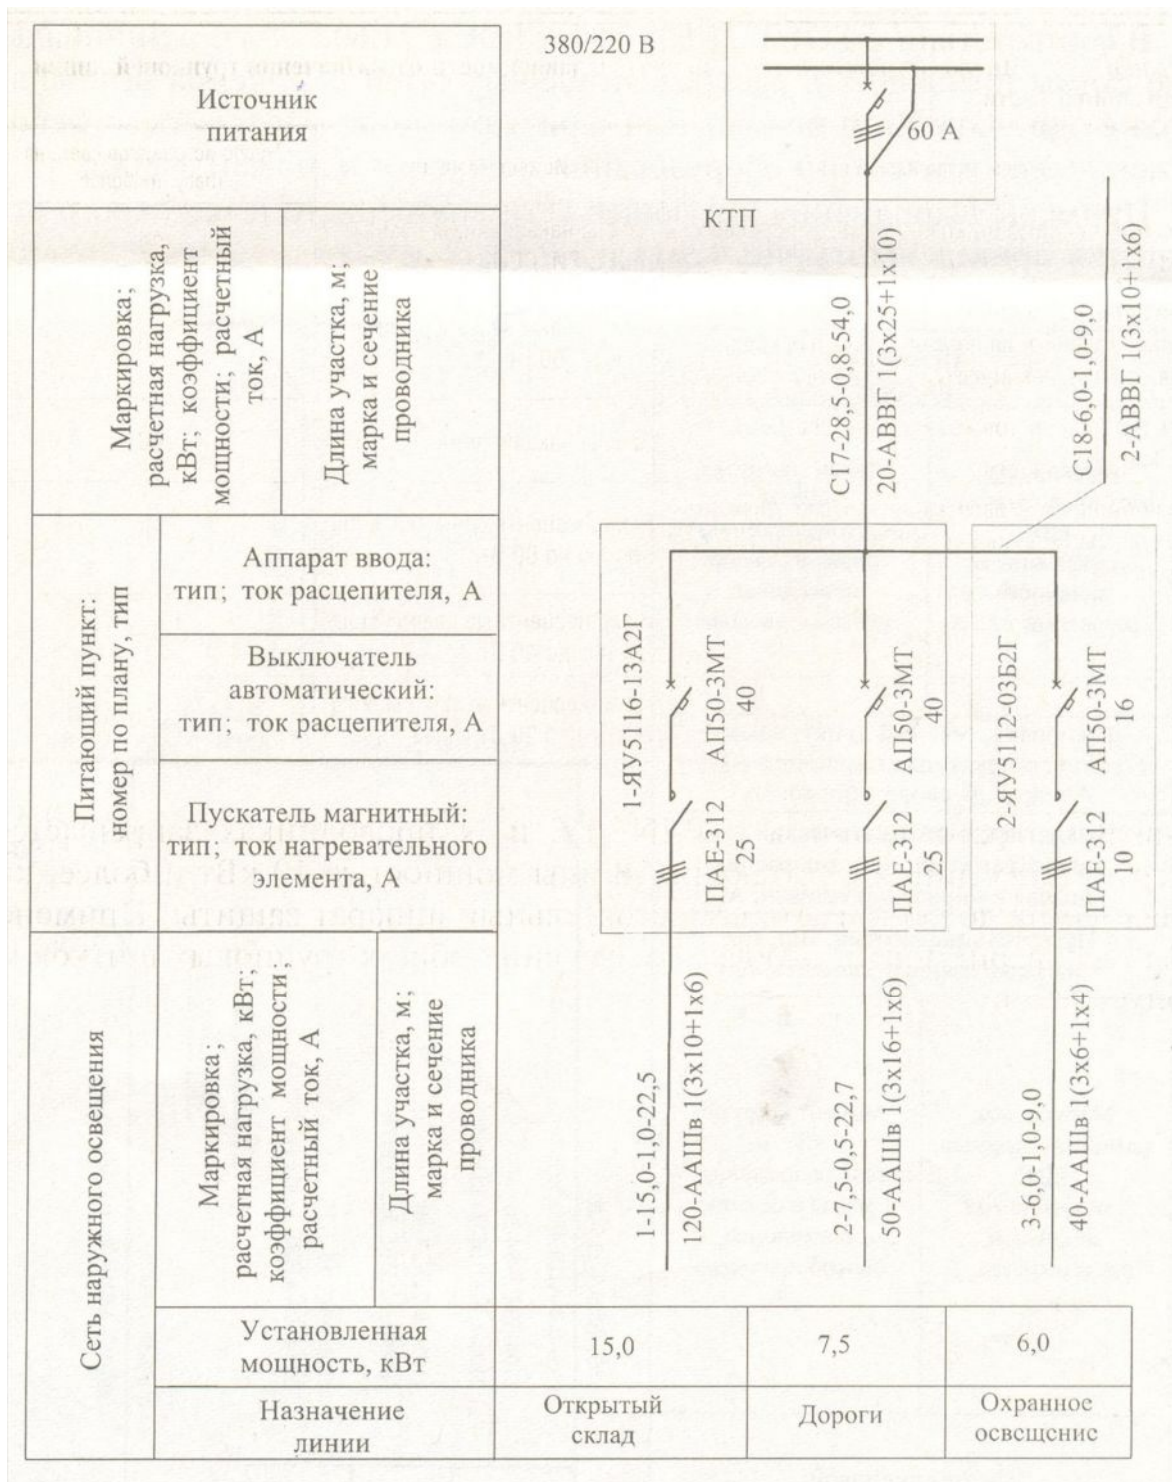 380/220 В
Источник
питания
60 А
КТП
Маркировка;
расчетная нагрузка,
кВт; коэффициент
мощности; расчетный
ток, А
Длина участка, м;
марка и сечение
проводника
С17-28,5-0,8-54,0
20-АВВГ 1(3х25+1х10)
С18-6,0-1,0-9,0
2-АВВГ 1(3х10+1х6)
Питающий пункт:
номер по плану, тип
Аппарат ввода:
тип; ток расцепителя, А
Выключатель
автоматический:
тип; ток расцепителя, А
Пускатель магнитный:
тип; ток нагревательного
элемента, А
1-ЯУ5116-13А2Г
АП50-3МТ
40
ПАЕ-312
25
АП50-3МТ
40
ПАЕ-312
25
2-ЯУ5112-03Б2Г
АП50-3МТ
16
ПАЕ-312
10
Сеть наружного освещения
Маркировка;
расчетная нагрузка, кВт;
коэффициент мощности;
расчетный ток, А
Длина участка, м;
марка и сечение
проводника
1-15,0-1,0-22,5
120-ААШв 1(3х10+1х6)
2-7,5-0,5-22,7
50-ААШв 1(3х16+1х6)
3-6,0-1,0-9,0
40-ААШв 1(3х6+1х4)
Установленная
мощность, кВт
15,0
7,5
6,0
Назначение
линии
Открытый
склад
Дороги
Охранное
освещение